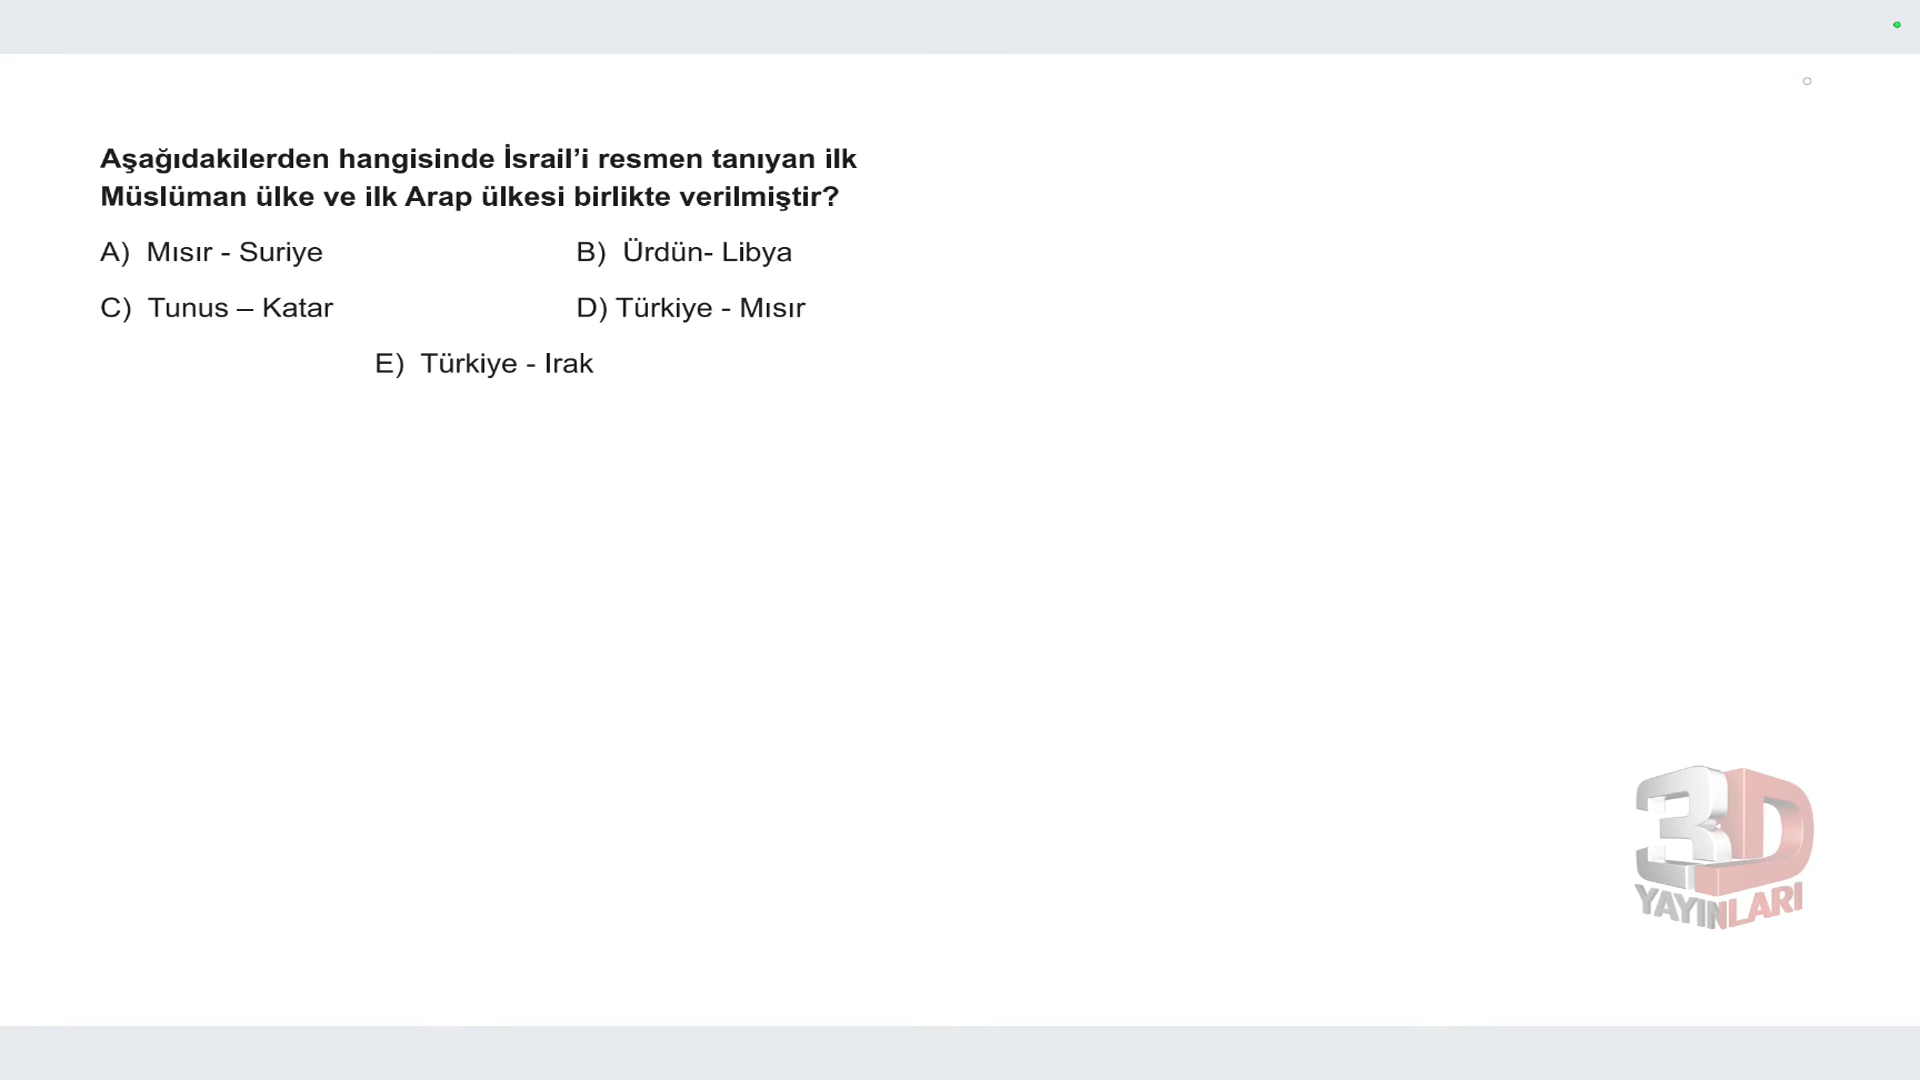 Aşağıdakilerden hangisinde İsrail’i resmen tanıyan ilk
Müslüman ülke ve ilk Arap ülkesi birlikte verilmiştir?
A) Mısır - Suriye
B) Ürdün- Libya
C) Tunus – Katar
D) Türkiye - Mısır
E) Türkiye - Irak
3D
YAYINLARI